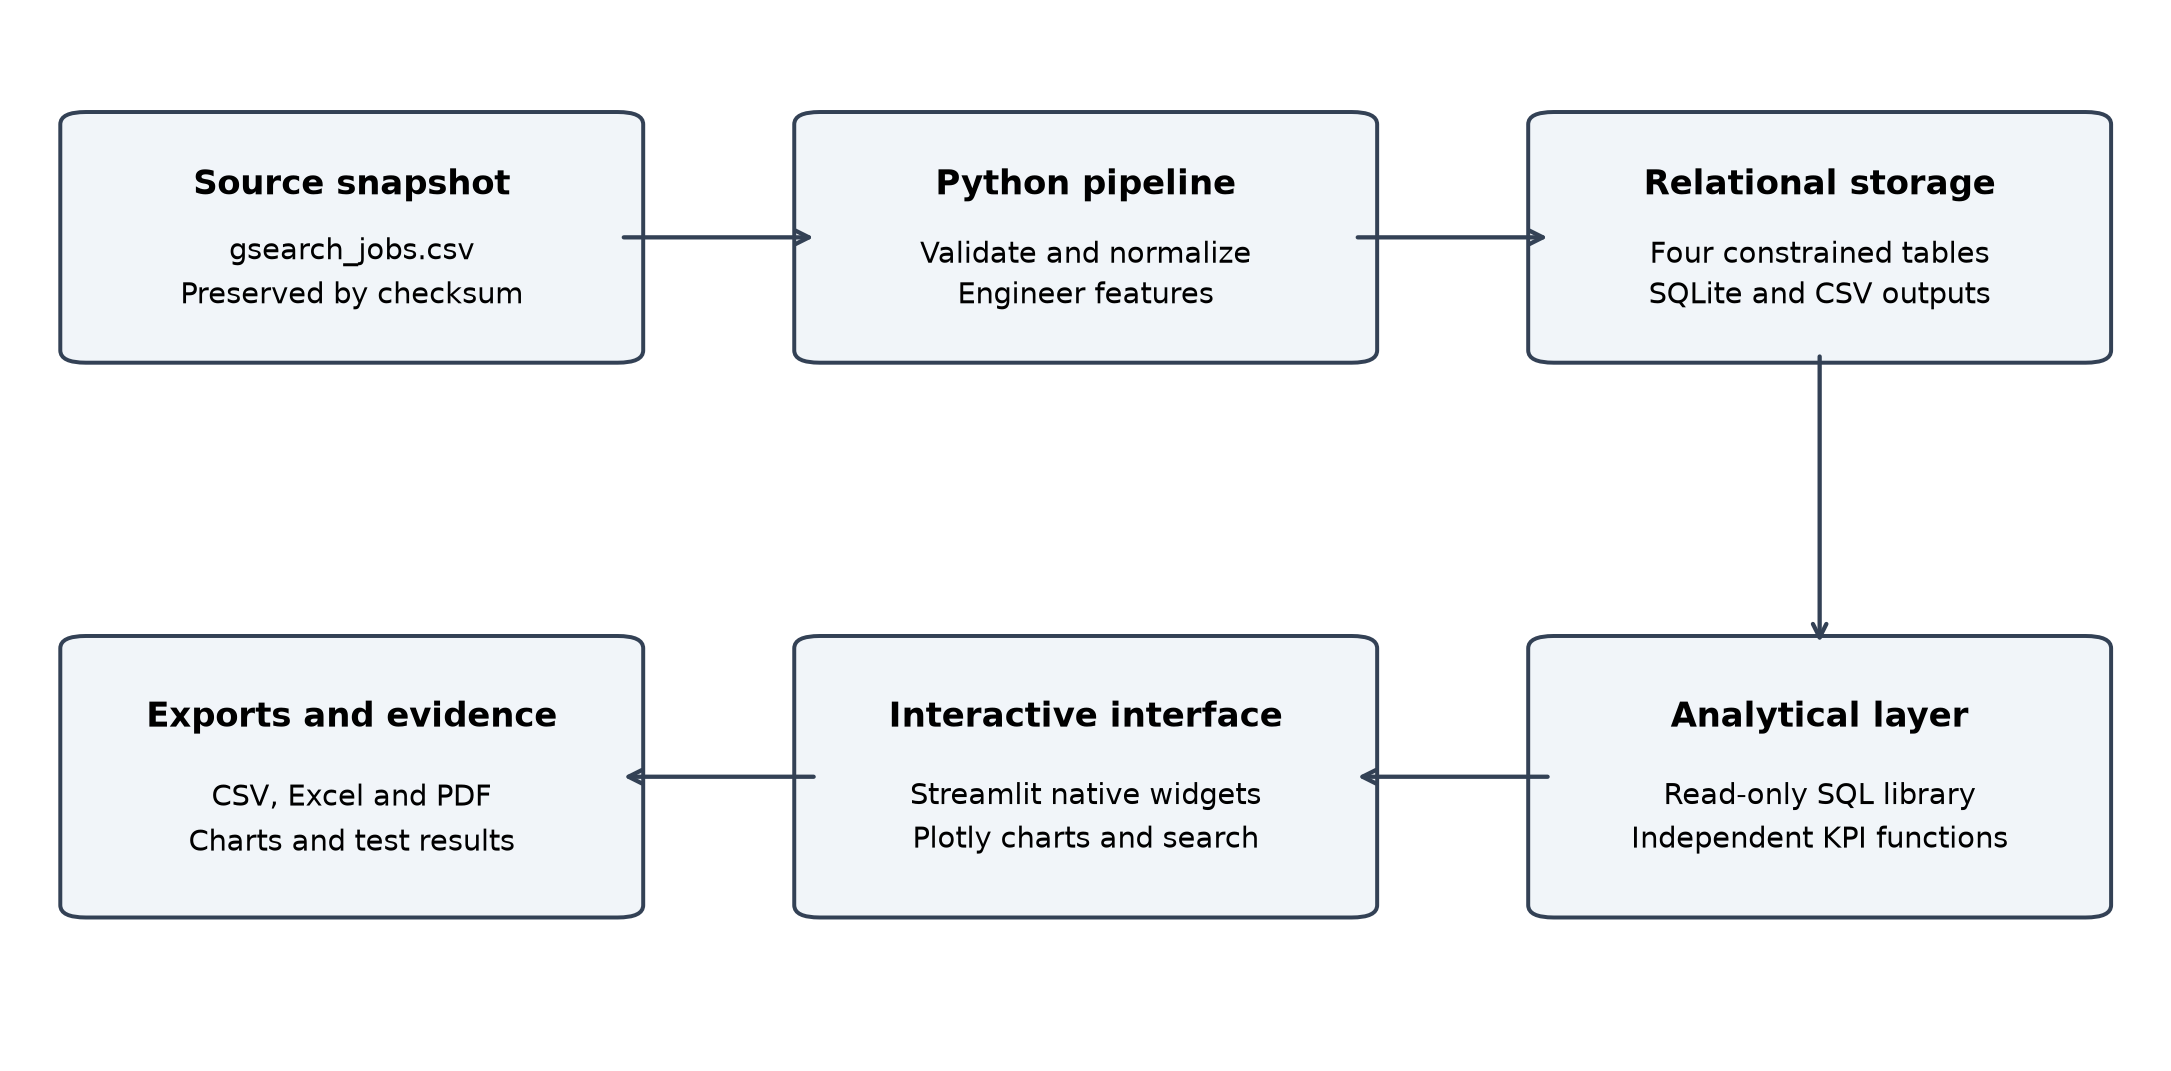 Source snapshot
gsearch_jobs.csv
Preserved by checksum
Python pipeline
Validate and normalize
Engineer features
Relational storage
Four constrained tables
SQLite and CSV outputs
Exports and evidence
CSV, Excel and PDF
Charts and test results
Interactive interface
Streamlit native widgets
Plotly charts and search
Analytical layer
Read-only SQL library
Independent KPI functions